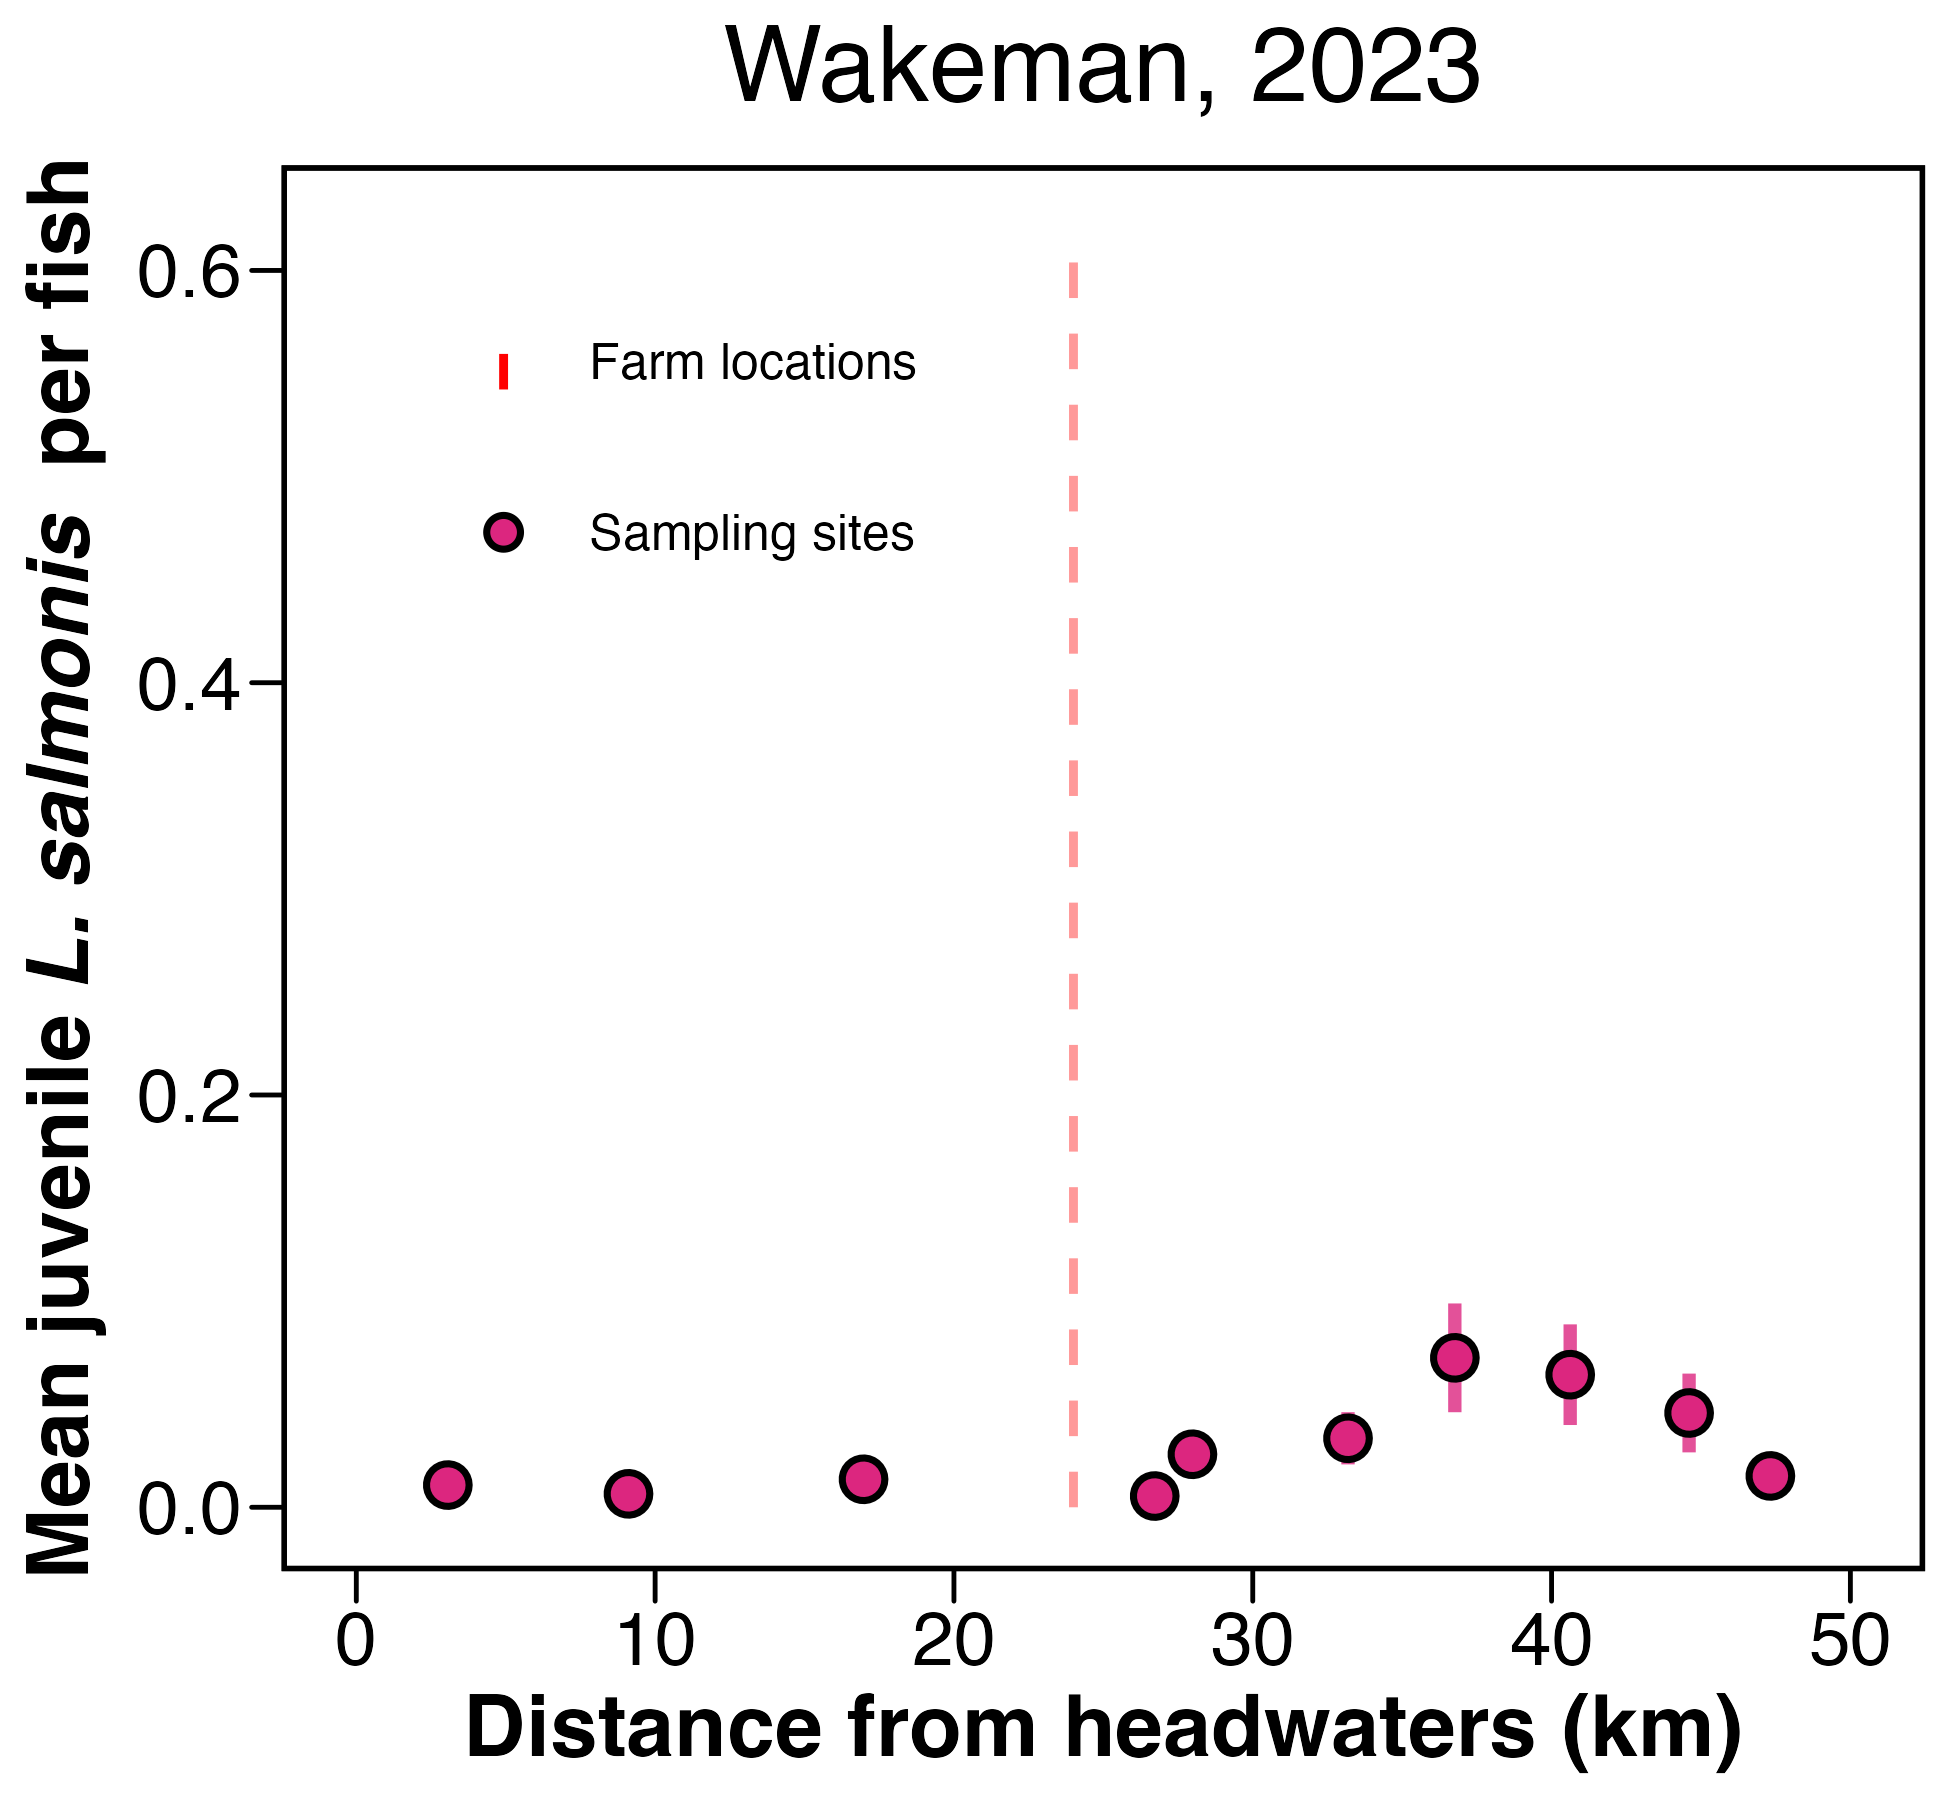 Wakeman, 2023
Mean juvenile L. salmonis per fish
0.6
0.4
0.2
0.0
Farm locations
Sampling sites
0 10 20 30 40 50
Distance from headwaters (km)